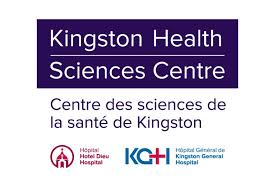 Kingston Health
Sciences Centre
Centre des sciences de
la santé de Kingston
Hôpital
Hotel Dieu
Hospital
KGH
Hôpital Général de
Kingston General
Hospital